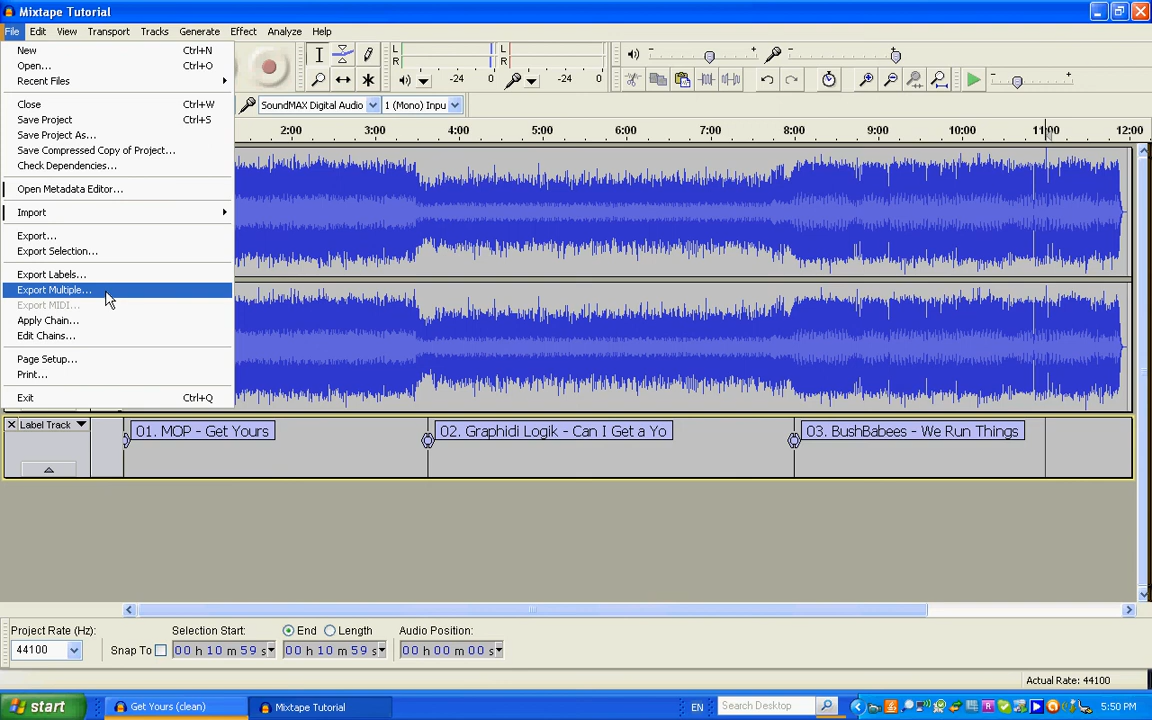 Mixtape Tutorial
File Edit View Transport Tracks Generate Effect Analyze Help
New Ctrl+N
Open... Ctrl+O
Recent Files
Close Ctrl+W
Save Project Ctrl+S
Save Project As...
Save Compressed Copy of Project...
Check Dependencies...
Open Metadata Editor...
Import
Export...
Export Selection...
Export Labels...
Export Multiple...
Export MIDI...
Apply Chain...
Edit Chains...
Page Setup...
Print...
Exit Ctrl+Q
L
R
-24 0
L
R
-24 0
SoundMAX Digital Audio
1 (Mono) Inpu
2:00 3:00 4:00 5:00 6:00 7:00 8:00 9:00 10:00 11:00 12:00
Label Track
01. MOP - Get Yours
02. Graphidi Logik - Can I Get a Yo
03. BushBabees - We Run Things
Project Rate (Hz):
44100
Snap To
Selection Start:
End
Length
Audio Position:
00 h 10 m 59 s
00 h 10 m 59 s
00 h 00 m 00 s
Actual Rate: 44100
start
Get Yours (clean)
Mixtape Tutorial
EN
Search Desktop
5:50 PM